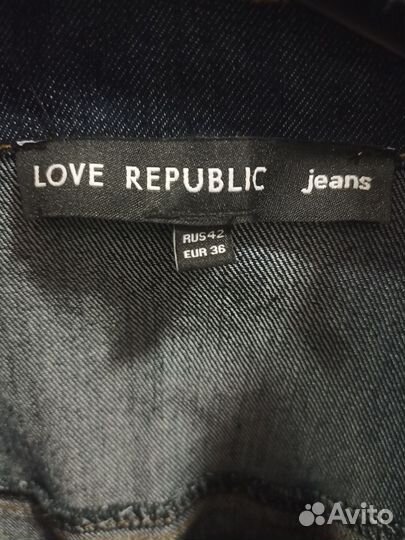 LOVE REPUBLIC jeans
RUS 42
EUR 36
Avito